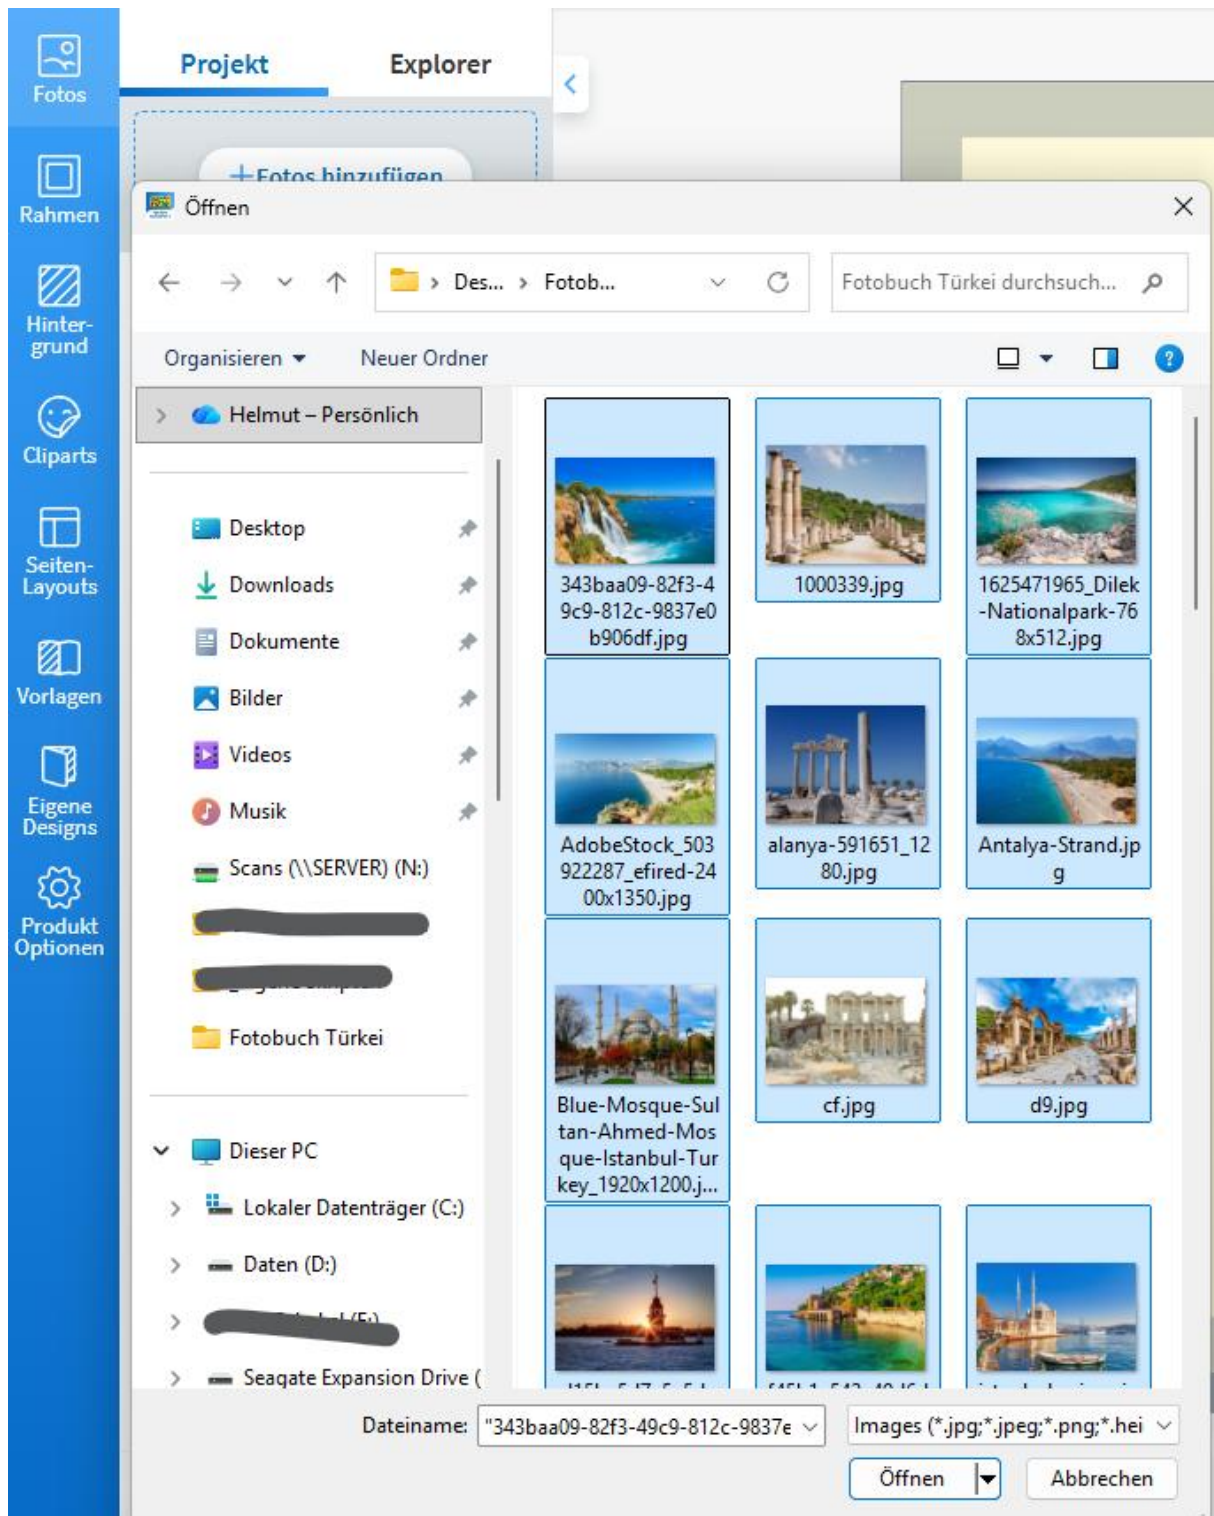 Fotos
Rahmen
Hinter-
grund
Cliparts
Seiten-
Layouts
Vorlagen
Eigene
Designs
Produkt
Optionen
Projekt Explorer
+Fotos hinzufügen
Öffnen
Des... Fotob...
Fotobuch Türkei durchsuch...
Organisieren Neuer Ordner
Helmut – Persönlich
Desktop
Downloads
Dokumente
Bilder
Videos
Musik
Scans (\\SERVER) (N:)
Fotobuch Türkei
Dieser PC
Lokaler Datenträger (C:)
Daten (D:)
Seagate Expansion Drive (
343baa09-82f3-4
9c9-812c-9837e0
b906df.jpg
1000339.jpg
1625471965_Dilek
-Nationalpark-76
8x512.jpg
AdobeStock_503
922287_efired-24
00x1350.jpg
alanya-591651_12
80.jpg
Antalya-Strand.jp
g
Blue-Mosque-Sul
tan-Ahmed-Mos
que-Istanbul-Tur
key_1920x1200.j...
cf.jpg
d9.jpg
Dateiname: "343baa09-82f3-49c9-812c-9837e
Images (*.jpg;*.jpeg;*.png;*.hei
Öffnen Abbrechen